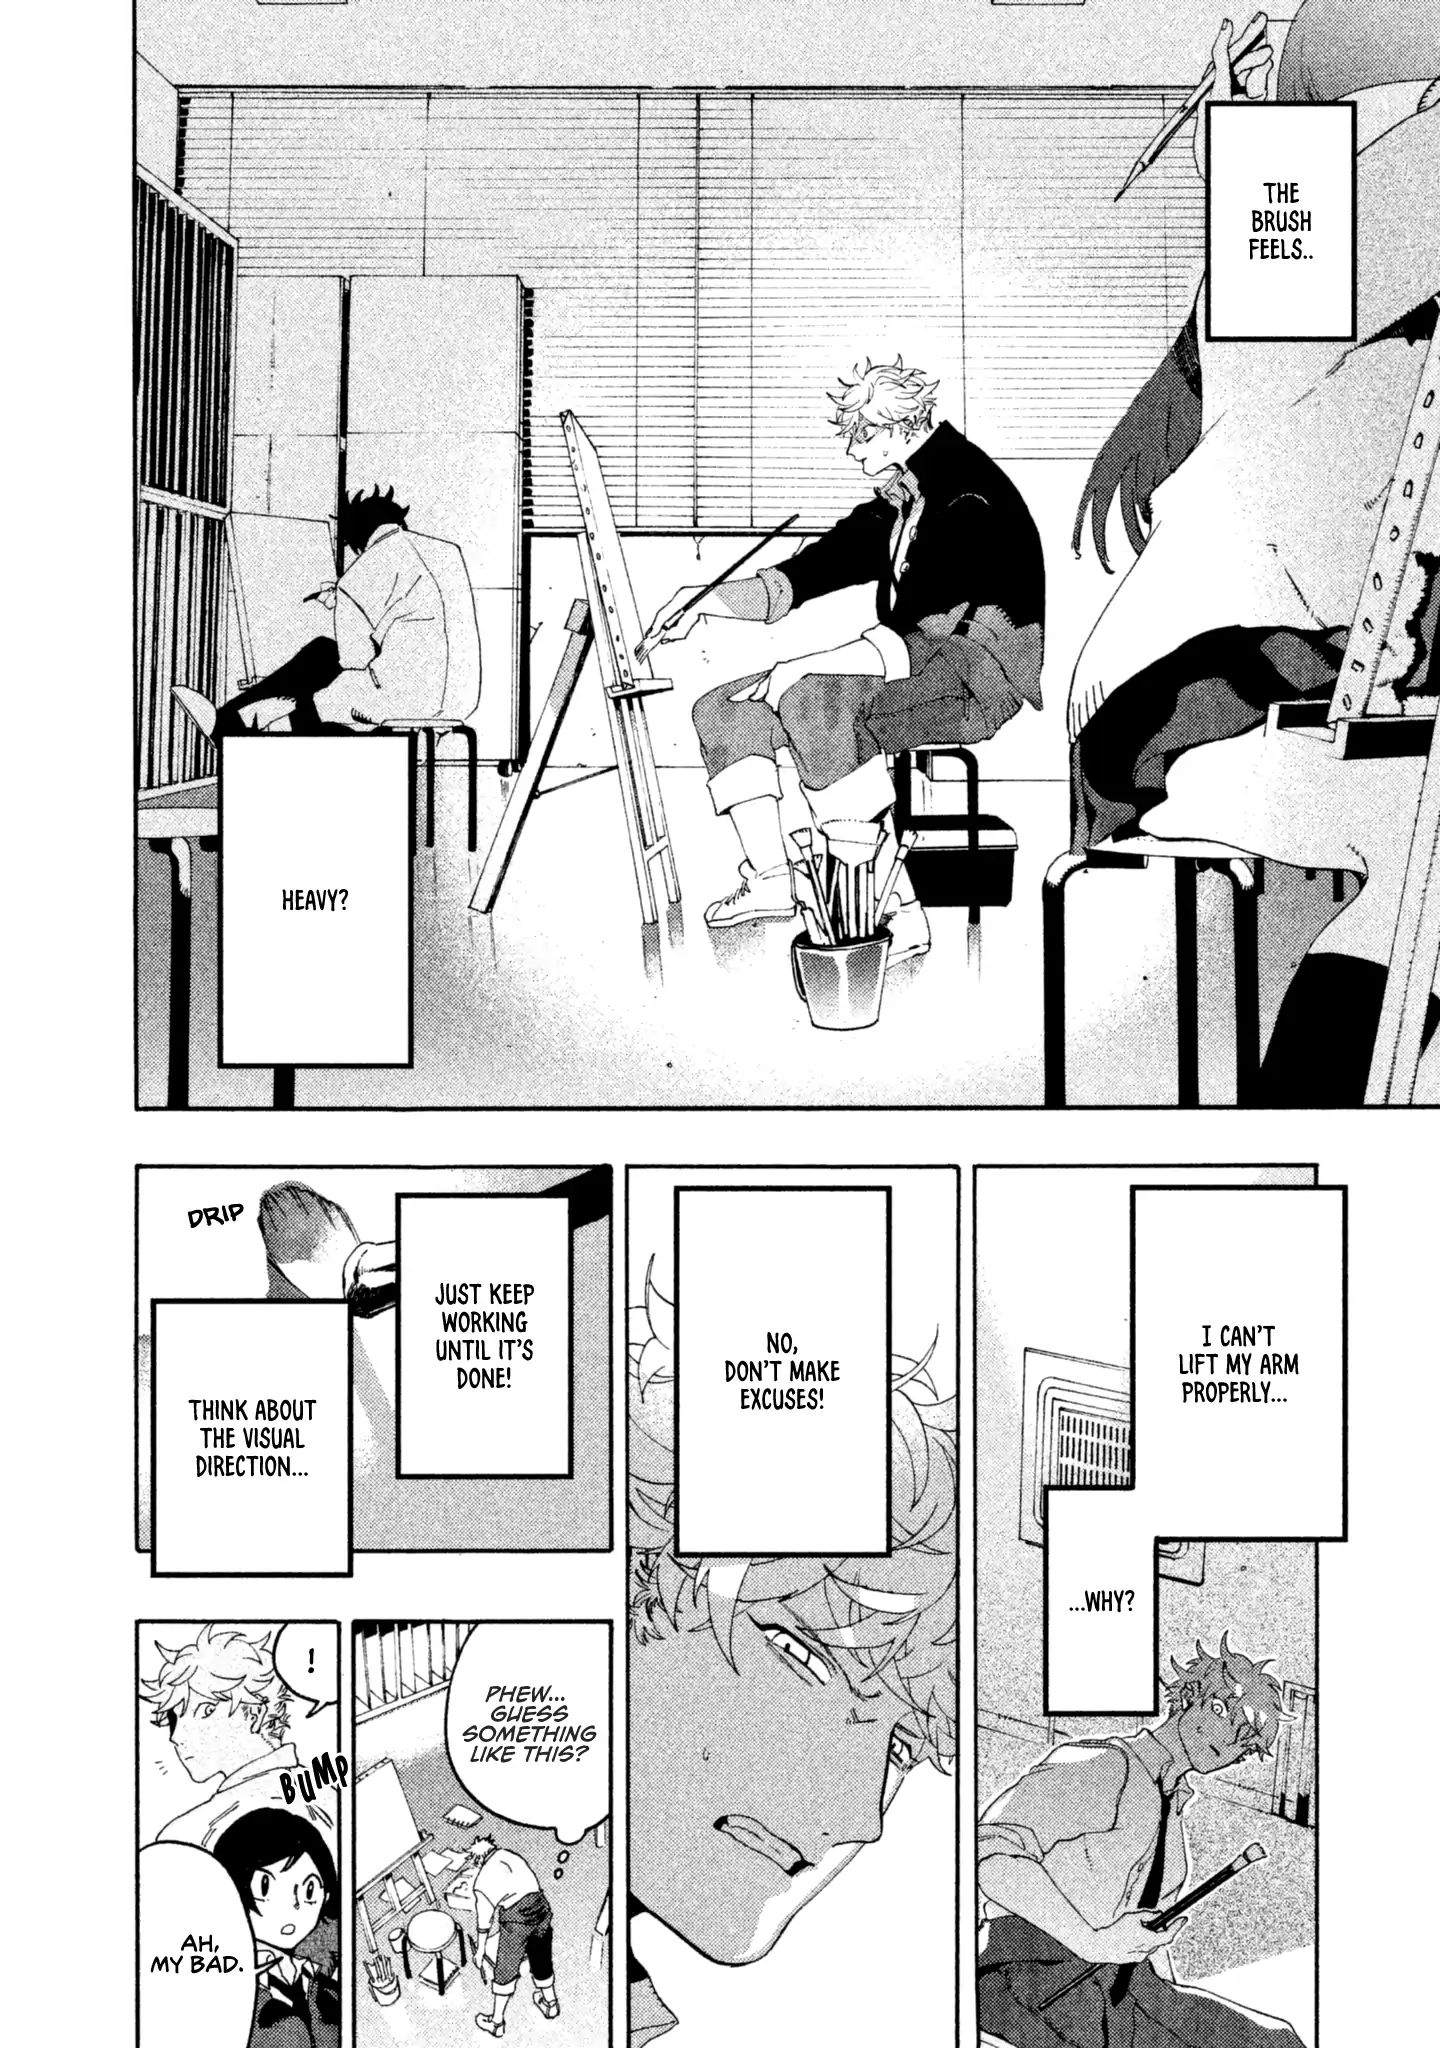 THE
BRUSH
FEELS..
HEAVY?
I CAN'T
LIFT MY ARM
PROPERLY...
...WHY?
NO,
DON'T MAKE
EXCUSES!
JUST KEEP
WORKING
UNTIL IT'S
DONE!
DRIP
THINK ABOUT
THE VISUAL
DIRECTION...
PHEW...
GUESS
SOMETHING
LIKE THIS?
!
BUMP
AH,
MY BAD.